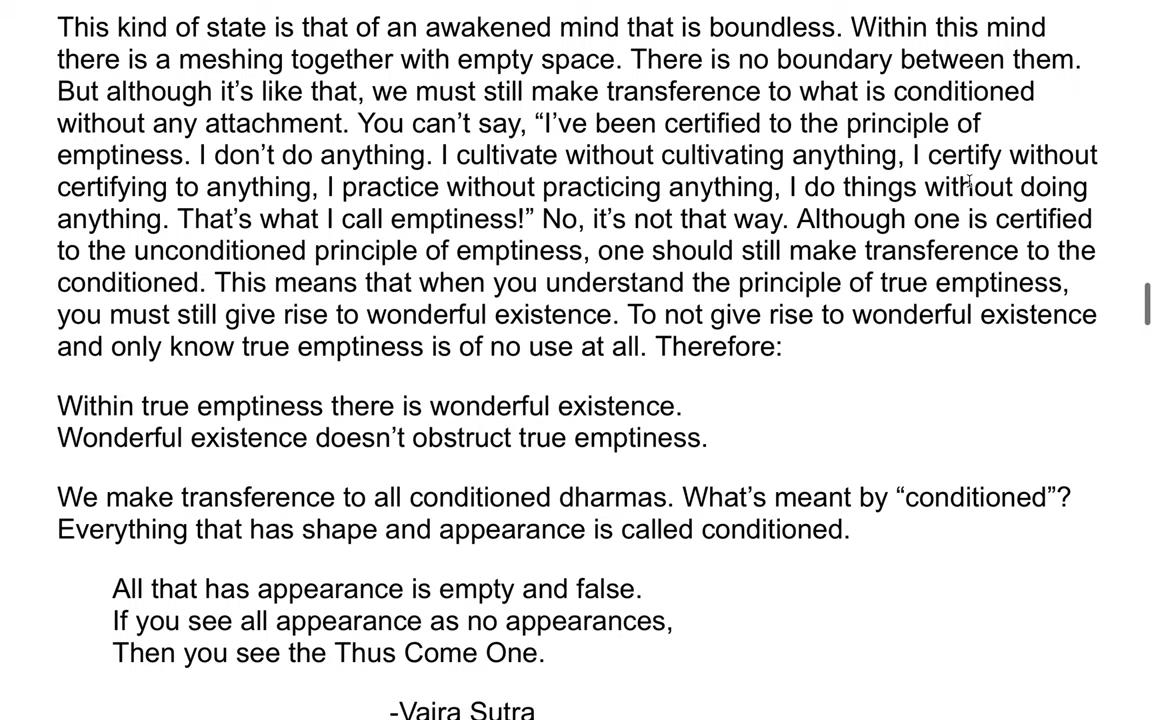 This kind of state is that of an awakened mind that is boundless. Within this mind
there is a meshing together with empty space. There is no boundary between them.
But although it’s like that, we must still make transference to what is conditioned
without any attachment. You can’t say, “I’ve been certified to the principle of
emptiness. I don’t do anything. I cultivate without cultivating anything, I certify without
certifying to anything, I practice without practicing anything, I do things without doing
anything. That’s what I call emptiness!” No, it’s not that way. Although one is certified
to the unconditioned principle of emptiness, one should still make transference to the
conditioned. This means that when you understand the principle of true emptiness,
you must still give rise to wonderful existence. To not give rise to wonderful existence
and only know true emptiness is of no use at all. Therefore:
Within true emptiness there is wonderful existence.
Wonderful existence doesn’t obstruct true emptiness.
We make transference to all conditioned dharmas. What’s meant by “conditioned”?
Everything that has shape and appearance is called conditioned.
All that has appearance is empty and false.
If you see all appearance as no appearances,
Then you see the Thus Come One.
-Vajra Sutra